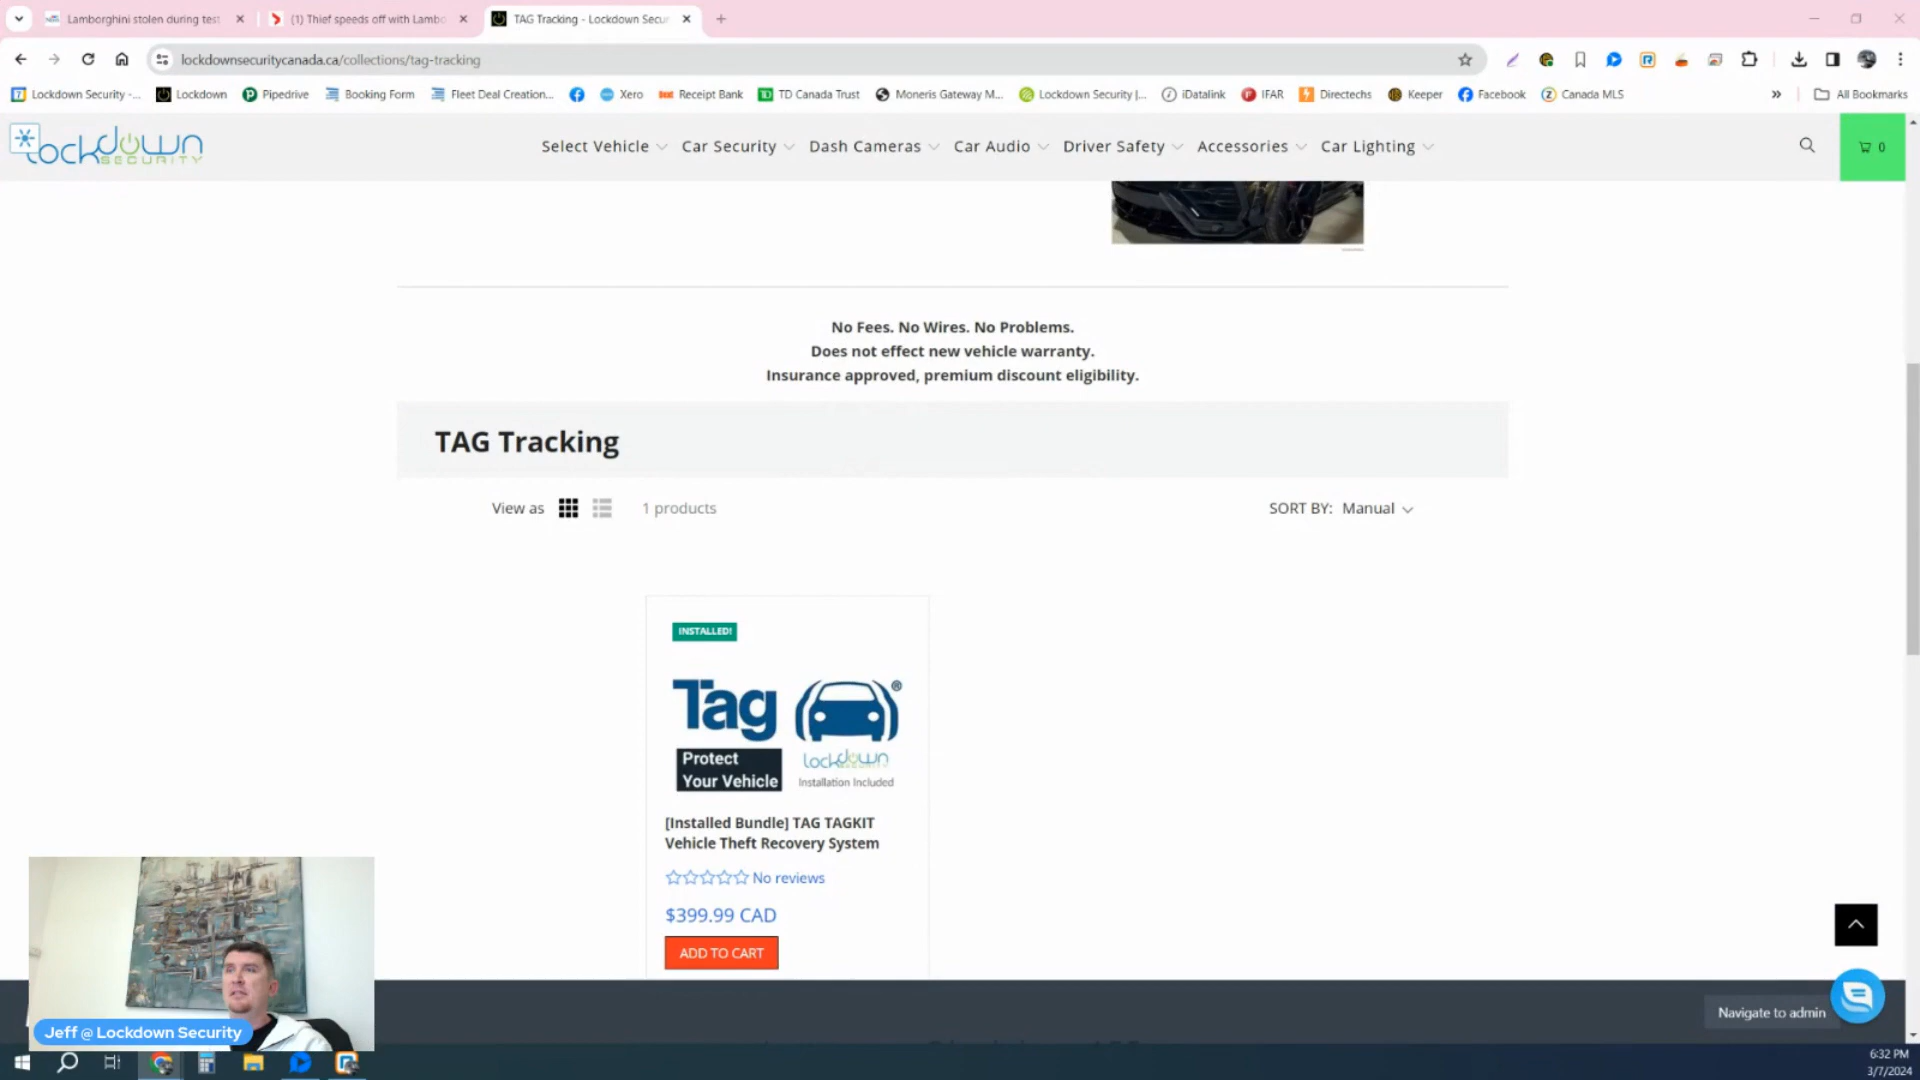 Lamborghini stolen during test
(1) Thief speeds off with Lambo
TAG Tracking - Lockdown Secur
lockdownsecuritycanada.ca/collections/tag-tracking
Lockdown Security -...
Lockdown
Pipedrive
Booking Form
Fleet Deal Creation...
Xero
Receipt Bank
TD Canada Trust
Moneris Gateway M...
Lockdown Security |...
iDatalink
IFAR
Directechs
Keeper
Facebook
Canada MLS
»
All Bookmarks
Lockdown
SECURITY
Select Vehicle
Car Security
Dash Cameras
Car Audio
Driver Safety
Accessories
Car Lighting
0
No Fees. No Wires. No Problems.
Does not effect new vehicle warranty.
Insurance approved, premium discount eligibility.
TAG Tracking
View as
1 products
SORT BY: Manual
INSTALLED!
Tag ®
Protect
Your Vehicle
Lockdown
Installation Included
[Installed Bundle] TAG TAGKIT
Vehicle Theft Recovery System
No reviews
$399.99 CAD
ADD TO CART
Navigate to admin
Jeff @ Lockdown Security
6:32 PM
3/7/2024